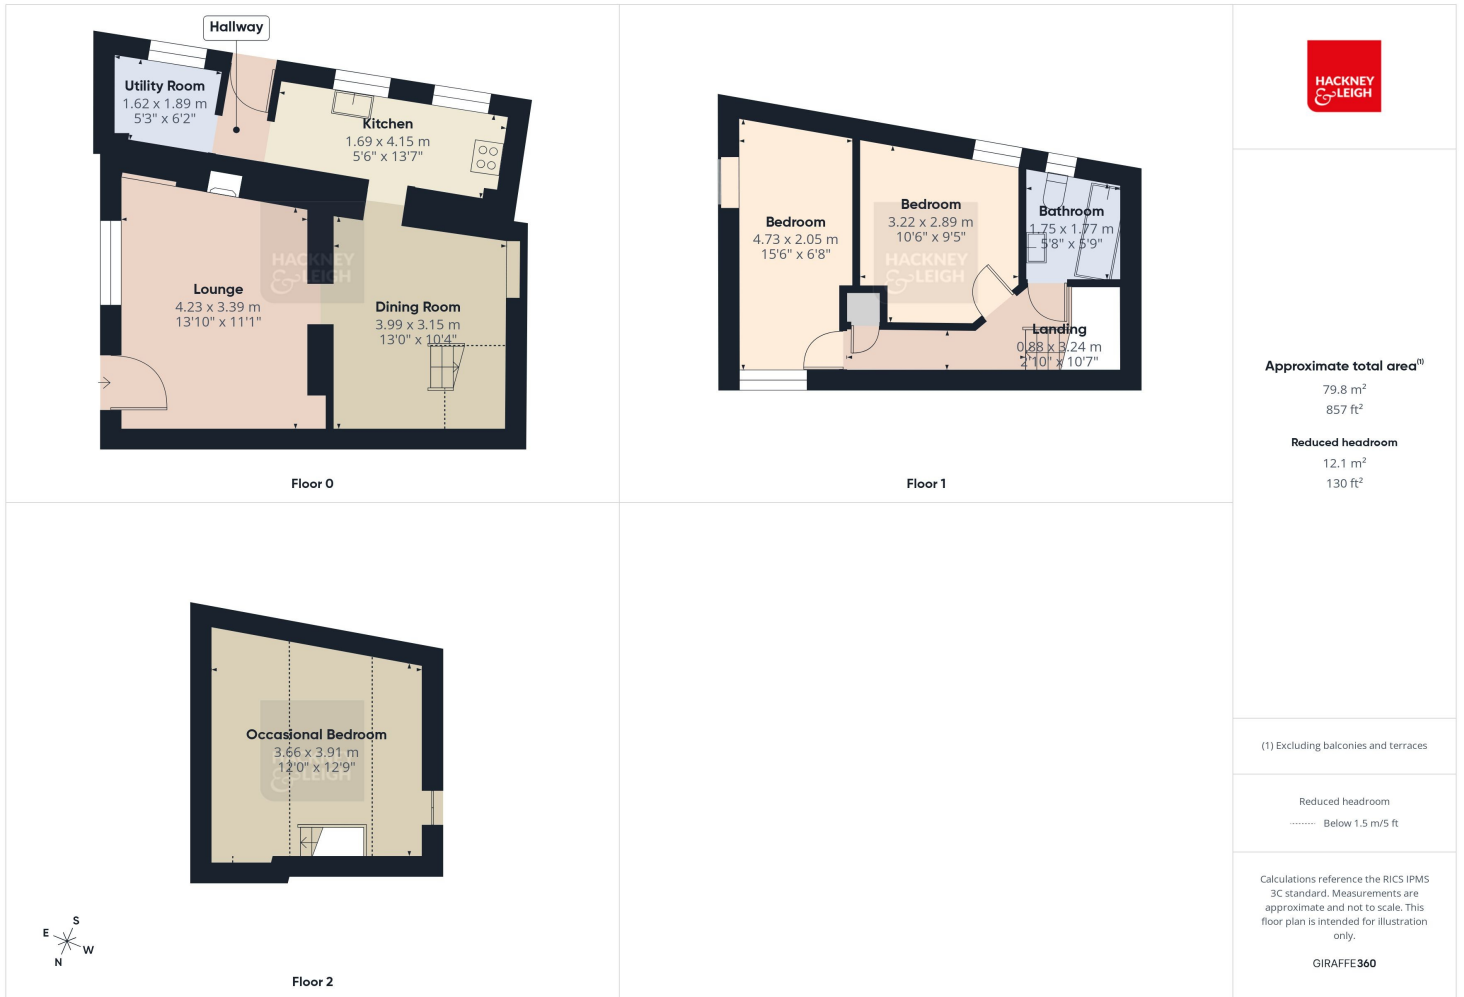 Hallway
Utility Room
1.62 x 1.89 m
5'3" x 6'2"
Kitchen
1.69 x 4.15 m
5'6" x 13'7"
Lounge
4.23 x 3.39 m
13'10" x 11'1"
HACKNEY
& LEIGH
Dining Room
3.99 x 3.15 m
13'0" x 10'4"
Floor 0
Bedroom
4.73 x 2.05 m
15'6" x 6'8"
Bedroom
3.22 x 2.89 m
10'6" x 9'5"
HACKNEY
& LEIGH
Bathroom
1.75 x 1.77 m
5'8" x 5'9"
Landing
0.88 x 3.24 m
2'10" x 10'7"
Floor 1
Occasional Bedroom
3.66 x 3.91 m
12'0" x 12'9"
HACKNEY
& LEIGH
S
E
W
N
Floor 2
HACKNEY
& LEIGH
Approximate total area(1)
79.8 m²
857 ft²
Reduced headroom
12.1 m²
130 ft²
(1) Excluding balconies and terraces
Reduced headroom
Below 1.5 m/5 ft
Calculations reference the RICS IPMS
3C standard. Measurements are
approximate and not to scale. This
floor plan is intended for illustration
only.
GIRAFFE360